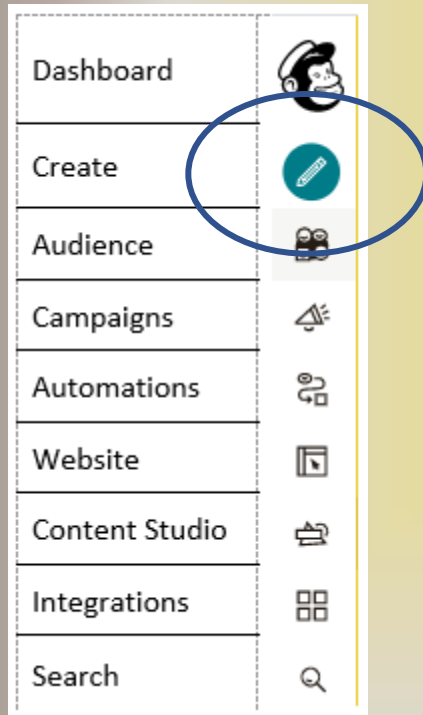 Dashboard
Create
Audience
Campaigns
Automations
Website
Content Studio
Integrations
Search